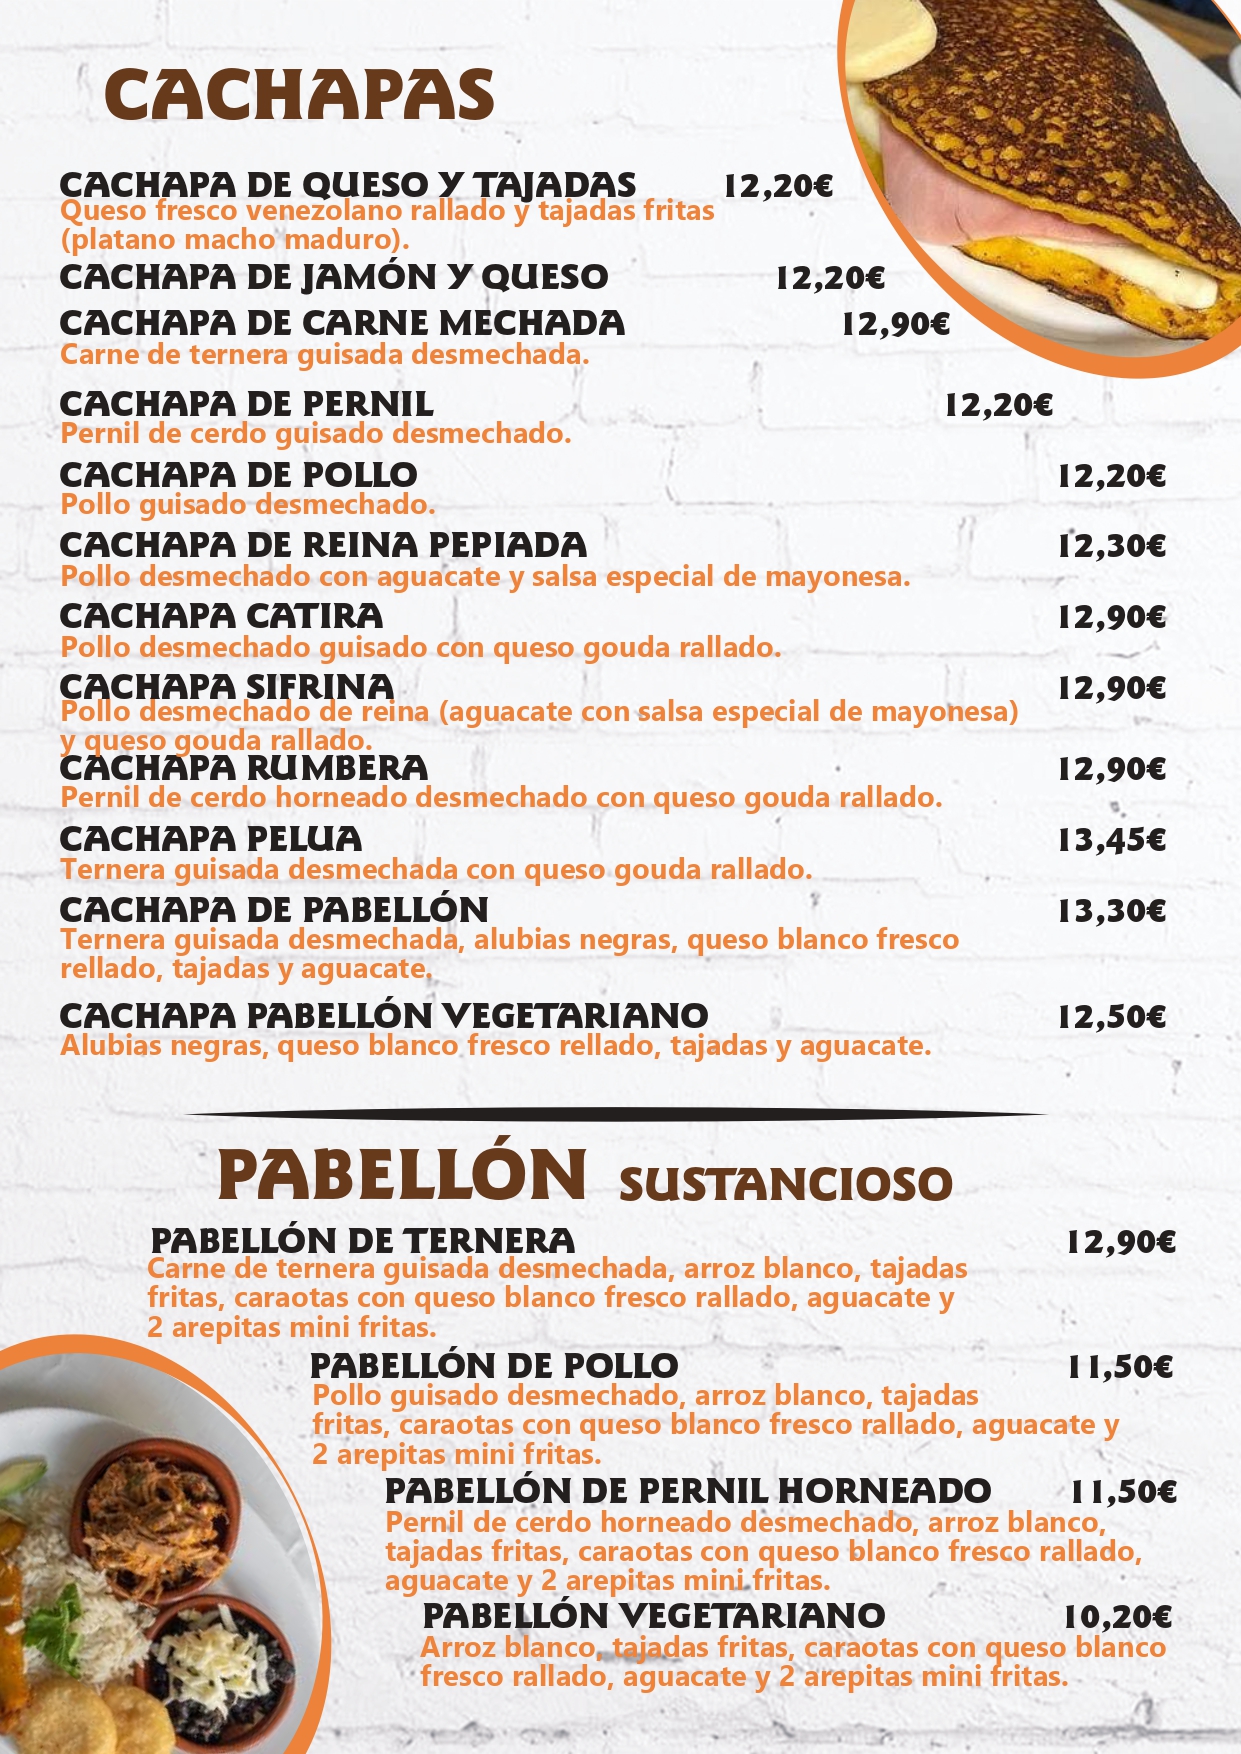 CACHAPAS
CACHAPA DE QUESO Y TAJADAS 12,20€
Queso fresco venezolano rallado y tajadas fritas
(platano macho maduro).
CACHAPA DE JAMÓN Y QUESO 12,20€
CACHAPA DE CARNE MECHADA 12,90€
Carne de ternera guisada desmechada.
CACHAPA DE PERNIL 12,20€
Pernil de cerdo guisado desmechado.
CACHAPA DE POLLO 12,20€
Pollo guisado desmechado.
CACHAPA DE REINA PEPIADA 12,30€
Pollo desmechado con aguacate y salsa especial de mayonesa.
CACHAPA CATIRA 12,90€
Pollo desmechado guisado con queso gouda rallado.
CACHAPA SIFRINA 12,90€
Pollo desmechado de reina (aguacate con salsa especial de mayonesa)
y queso gouda rallado.
CACHAPA RUMBERA 12,90€
Pernil de cerdo horneado desmechado con queso gouda rallado.
CACHAPA PELUA 13,45€
Ternera guisada desmechada con queso gouda rallado.
CACHAPA DE PABELLÓN 13,30€
Ternera guisada desmechada, alubias negras, queso blanco fresco
rellado, tajadas y aguacate.
CACHAPA PABELLÓN VEGETARIANO 12,50€
Alubias negras, queso blanco fresco rellado, tajadas y aguacate.
PABELLÓN SUSTANCIOSO
PABELLÓN DE TERNERA 12,90€
Carne de ternera guisada desmechada, arroz blanco, tajadas
fritas, caraotas con queso blanco fresco rallado, aguacate y
2 arepitas mini fritas.
PABELLÓN DE POLLO 11,50€
Pollo guisado desmechado, arroz blanco, tajadas
fritas, caraotas con queso blanco fresco rallado, aguacate y
2 arepitas mini fritas.
PABELLÓN DE PERNIL HORNEADO 11,50€
Pernil de cerdo horneado desmechado, arroz blanco,
tajadas fritas, caraotas con queso blanco fresco rallado,
aguacate y 2 arepitas mini fritas.
PABELLÓN VEGETARIANO 10,20€
Arroz blanco, tajadas fritas, caraotas con queso blanco
fresco rallado, aguacate y 2 arepitas mini fritas.